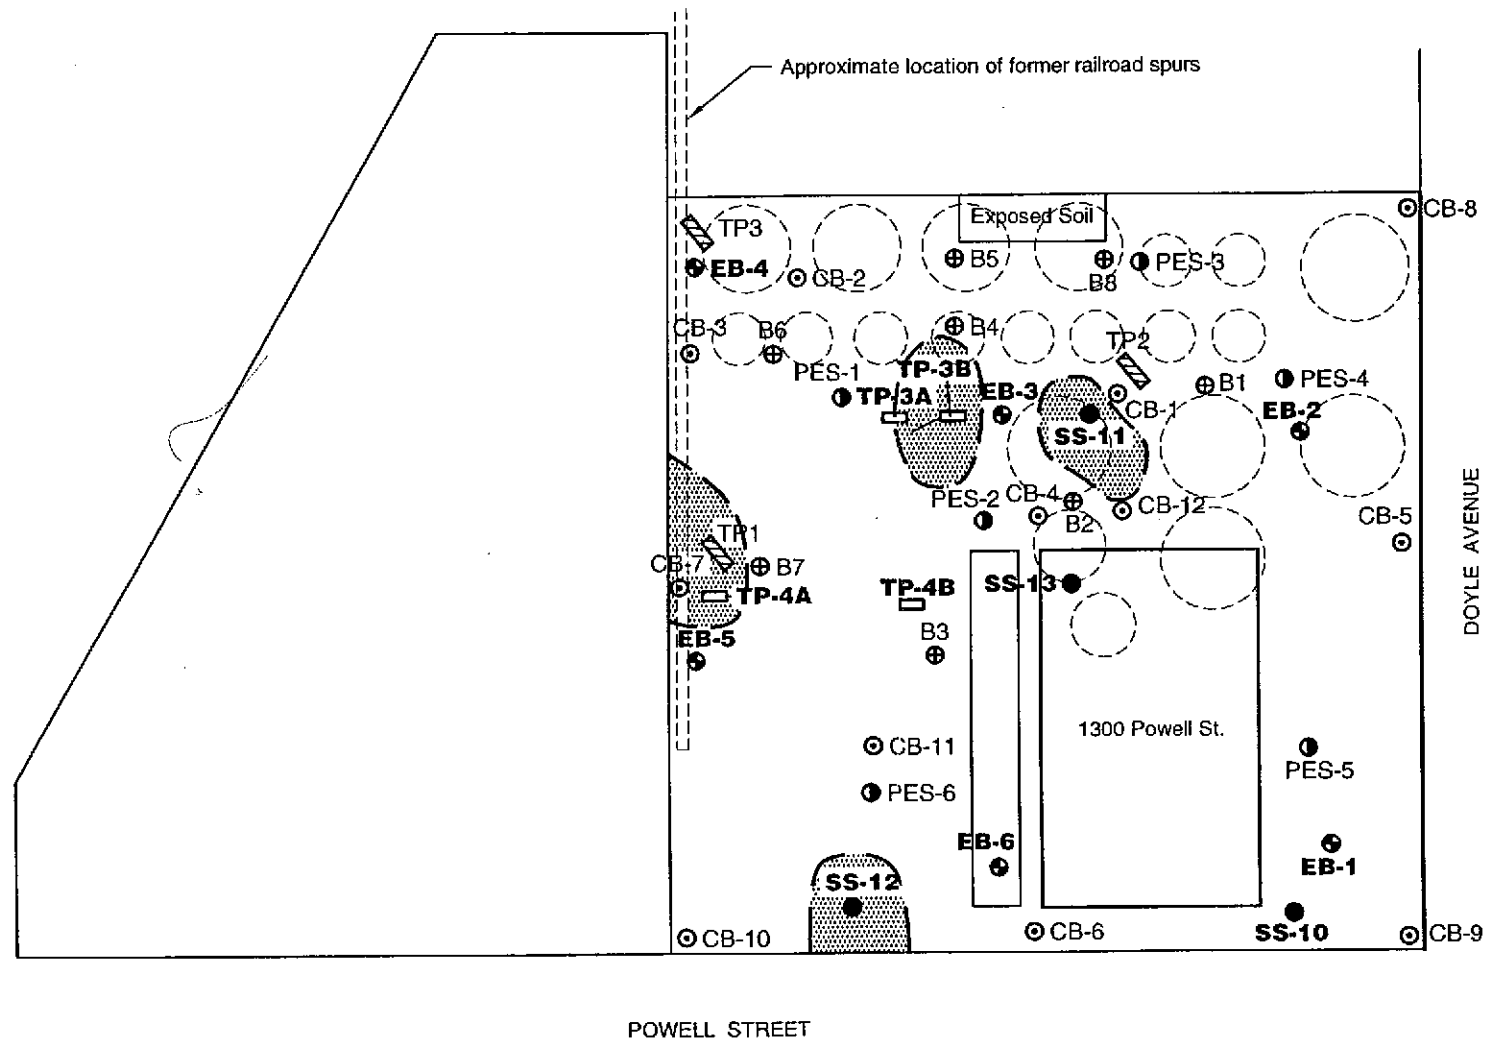 Approximate location of former railroad spurs
Exposed Soil
CB-8
TP3
EB-4
CB-2
B5
B8
PES-3
CB-3
B6
B4
TP2
PES-1
TP-3B
TP-3A
EB-3
CB-1
B1
PES-4
EB-2
SS-11
PES-2
CB-4
B2
CB-12
CB-5
DOYLE AVENUE
TP1
CB-7
B7
TP-4A
TP-4B
SS-13
EB-5
B3
1300 Powell St.
CB-11
PES-5
PES-6
EB-6
EB-1
SS-12
SS-10
CB-10
CB-6
CB-9
POWELL STREET